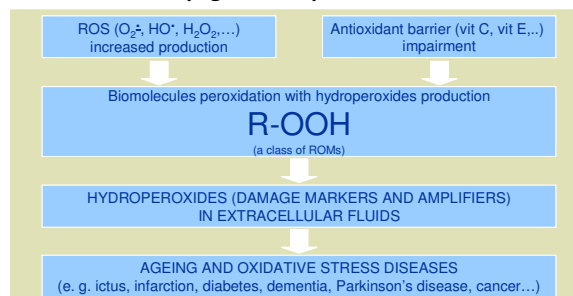 ROS (O₂•̄, HO•, H₂O₂,…)
increased production
Antioxidant barrier (vit C, vit E,..)
impairment
Biomolecules peroxidation with hydroperoxides production
R-OOH
(a class of ROMs)
HYDROPEROXIDES (DAMAGE MARKERS AND AMPLIFIERS)
IN EXTRACELLULAR FLUIDS
AGEING AND OXIDATIVE STRESS DISEASES
(e. g. ictus, infarction, diabetes, dementia, Parkinson's disease, cancer…)